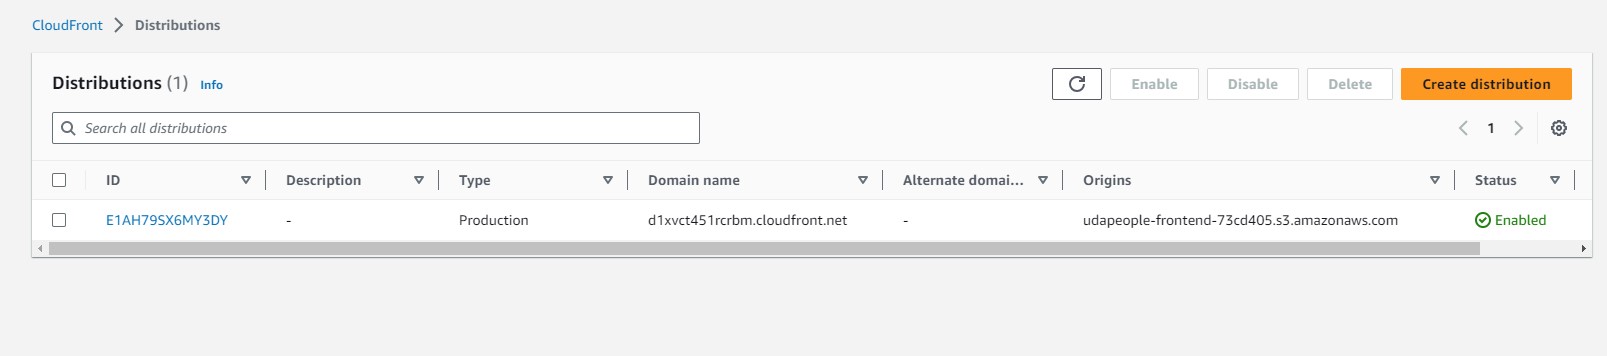 CloudFront > Distributions
Distributions (1) Info
Enable Disable Delete Create distribution
Search all distributions
1
ID Description Type Domain name Alternate domai... Origins Status
E1AH79SX6MY3DY - Production d1xvct451rcrbm.cloudfront.net - udapeople-frontend-73cd405.s3.amazonaws.com Enabled